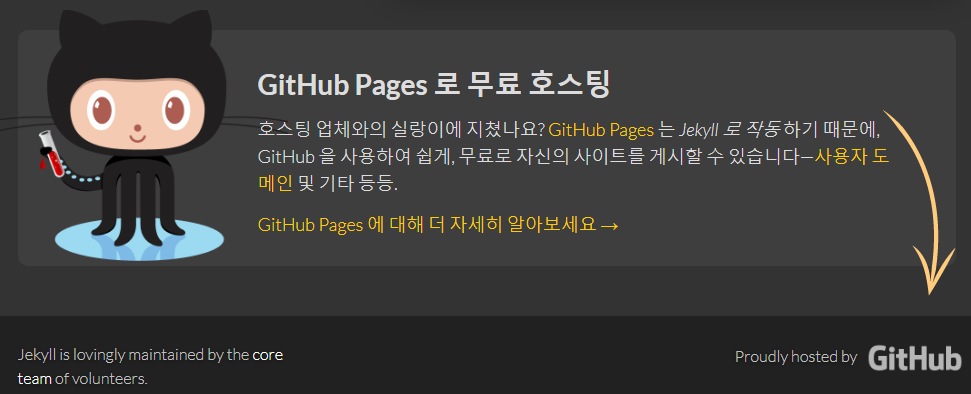 GitHub Pages 로 무료 호스팅
호스팅 업체와의 실랑이에 지쳤나요? GitHub Pages 는 Jekyll 로 작동하기 때문에,
GitHub 을 사용하여 쉽게, 무료로 자신의 사이트를 게시할 수 있습니다—사용자 도
메인 및 기타 등등.
GitHub Pages 에 대해 더 자세히 알아보세요 →
Jekyll is lovingly maintained by the core
team of volunteers.
Proudly hosted by GitHub